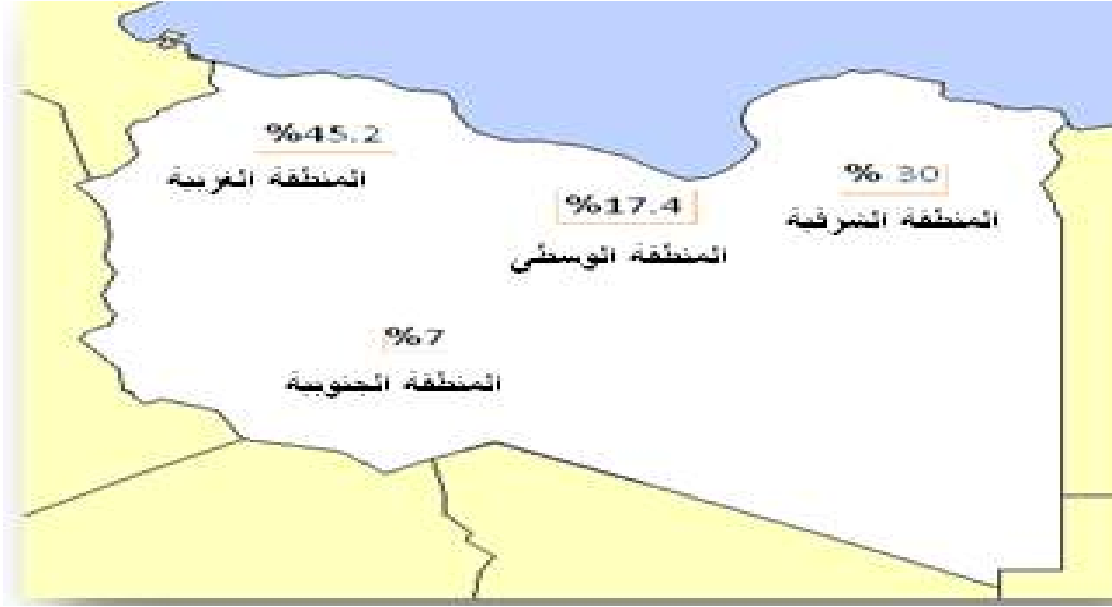 %45.2
المنطقة الغربية
% 30
المنطقة الشرقية
%17.4
المنطقة الوسطى
%7
المنطقة الجنوبية